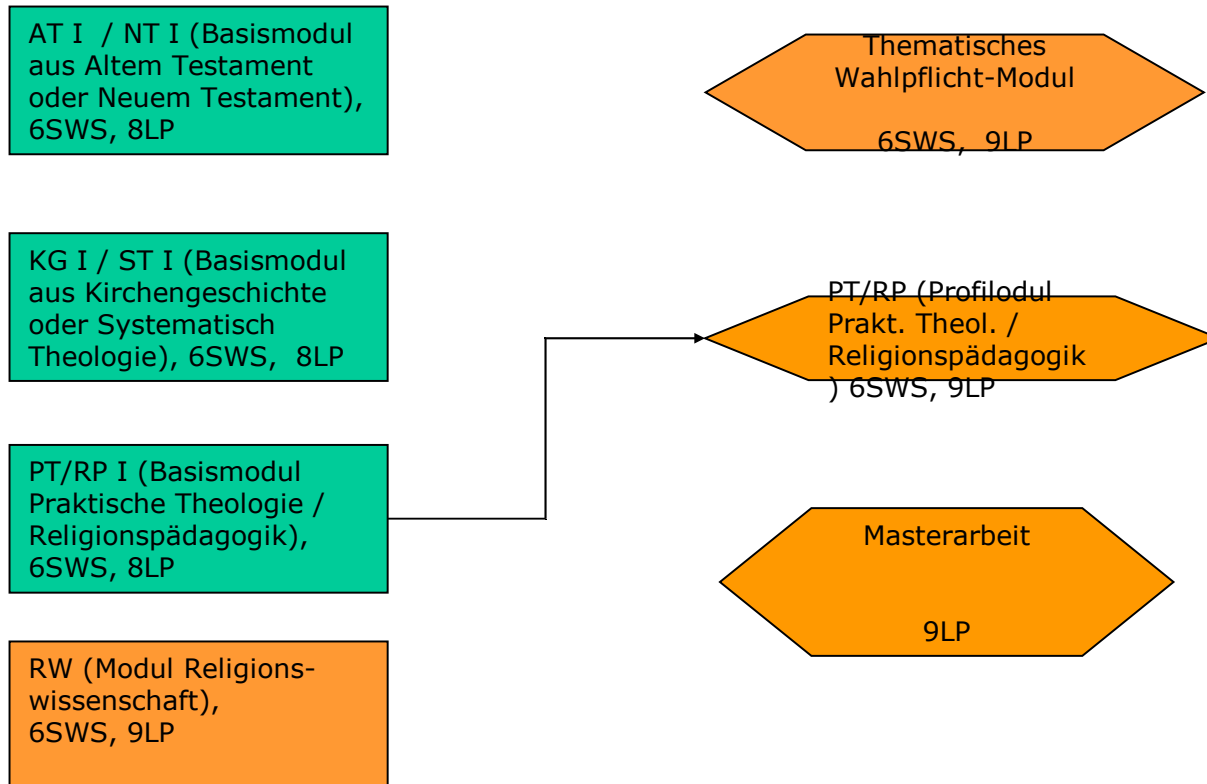 AT I / NT I (Basismodul
aus Altem Testament
oder Neuem Testament),
6SWS, 8LP
KG I / ST I (Basismodul
aus Kirchengeschichte
oder Systematisch
Theologie), 6SWS, 8LP
PT/RP I (Basismodul
Praktische Theologie /
Religionspädagogik),
6SWS, 8LP
RW (Modul Religions-
wissenschaft),
6SWS, 9LP
Thematisches
Wahlpflicht-Modul
6SWS, 9LP
PT/RP (Profilodul
Prakt. Theol. /
Religionspädagogik
) 6SWS, 9LP
Masterarbeit
9LP